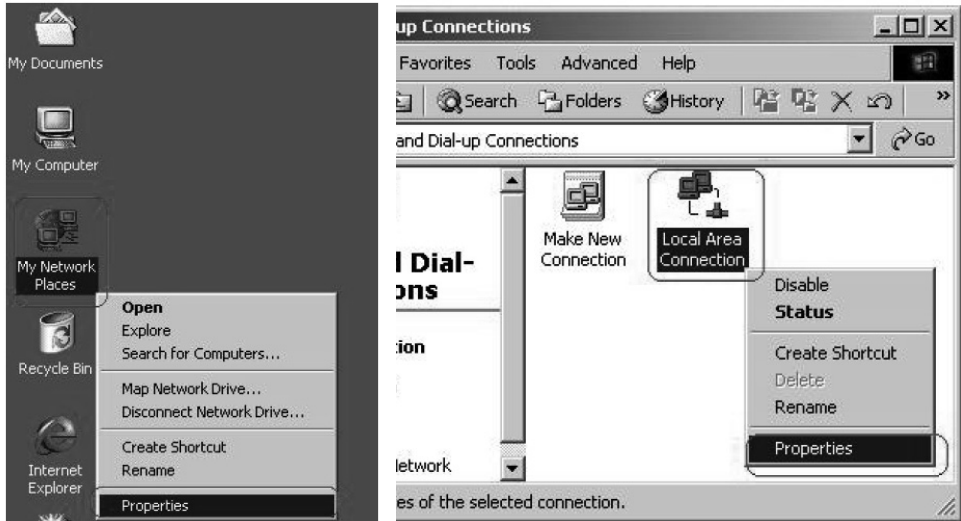 My Documents
My Computer
My Network
Places
Open
Explore
Search for Computers...
Recycle Bin
Map Network Drive...
Disconnect Network Drive...
Create Shortcut
Rename
Internet
Explorer
Properties
up Connections
Favorites Tools Advanced Help
Search Folders History »
and Dial-up Connections Go
Make New
Connection
Local Area
Connection
l Dial-
ons
Disable
Status
tion
Create Shortcut
Delete
Rename
Properties
Network
es of the selected connection.